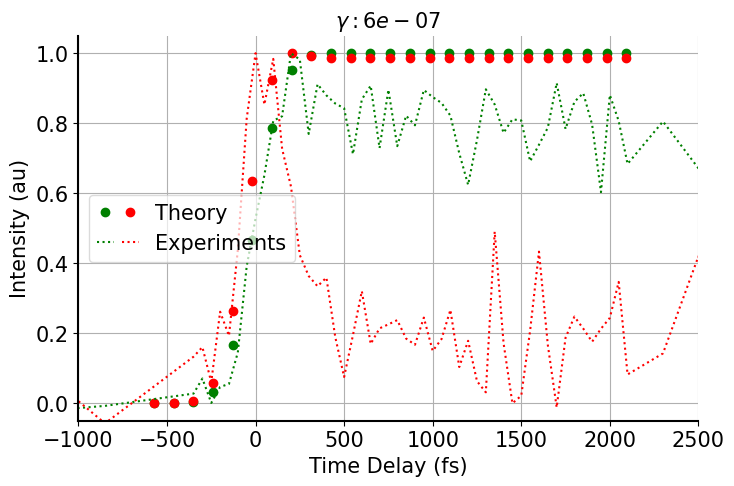 γ : 6e − 07
Intensity (au)
1.0
0.8
0.6
0.4
0.2
0.0
Theory
Experiments
−1000 −500 0 500 1000 1500 2000 2500
Time Delay (fs)